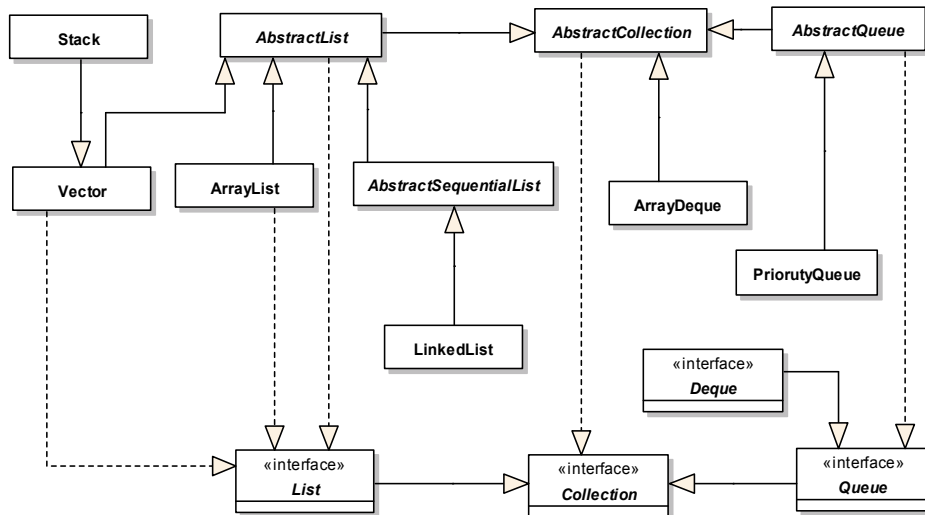 Stack
AbstractList
AbstractCollection
AbstractQueue
Vector
ArrayList
AbstractSequentialList
ArrayDeque
PriorutyQueue
LinkedList
«interface»
Deque
«interface»
List
«interface»
Collection
«interface»
Queue